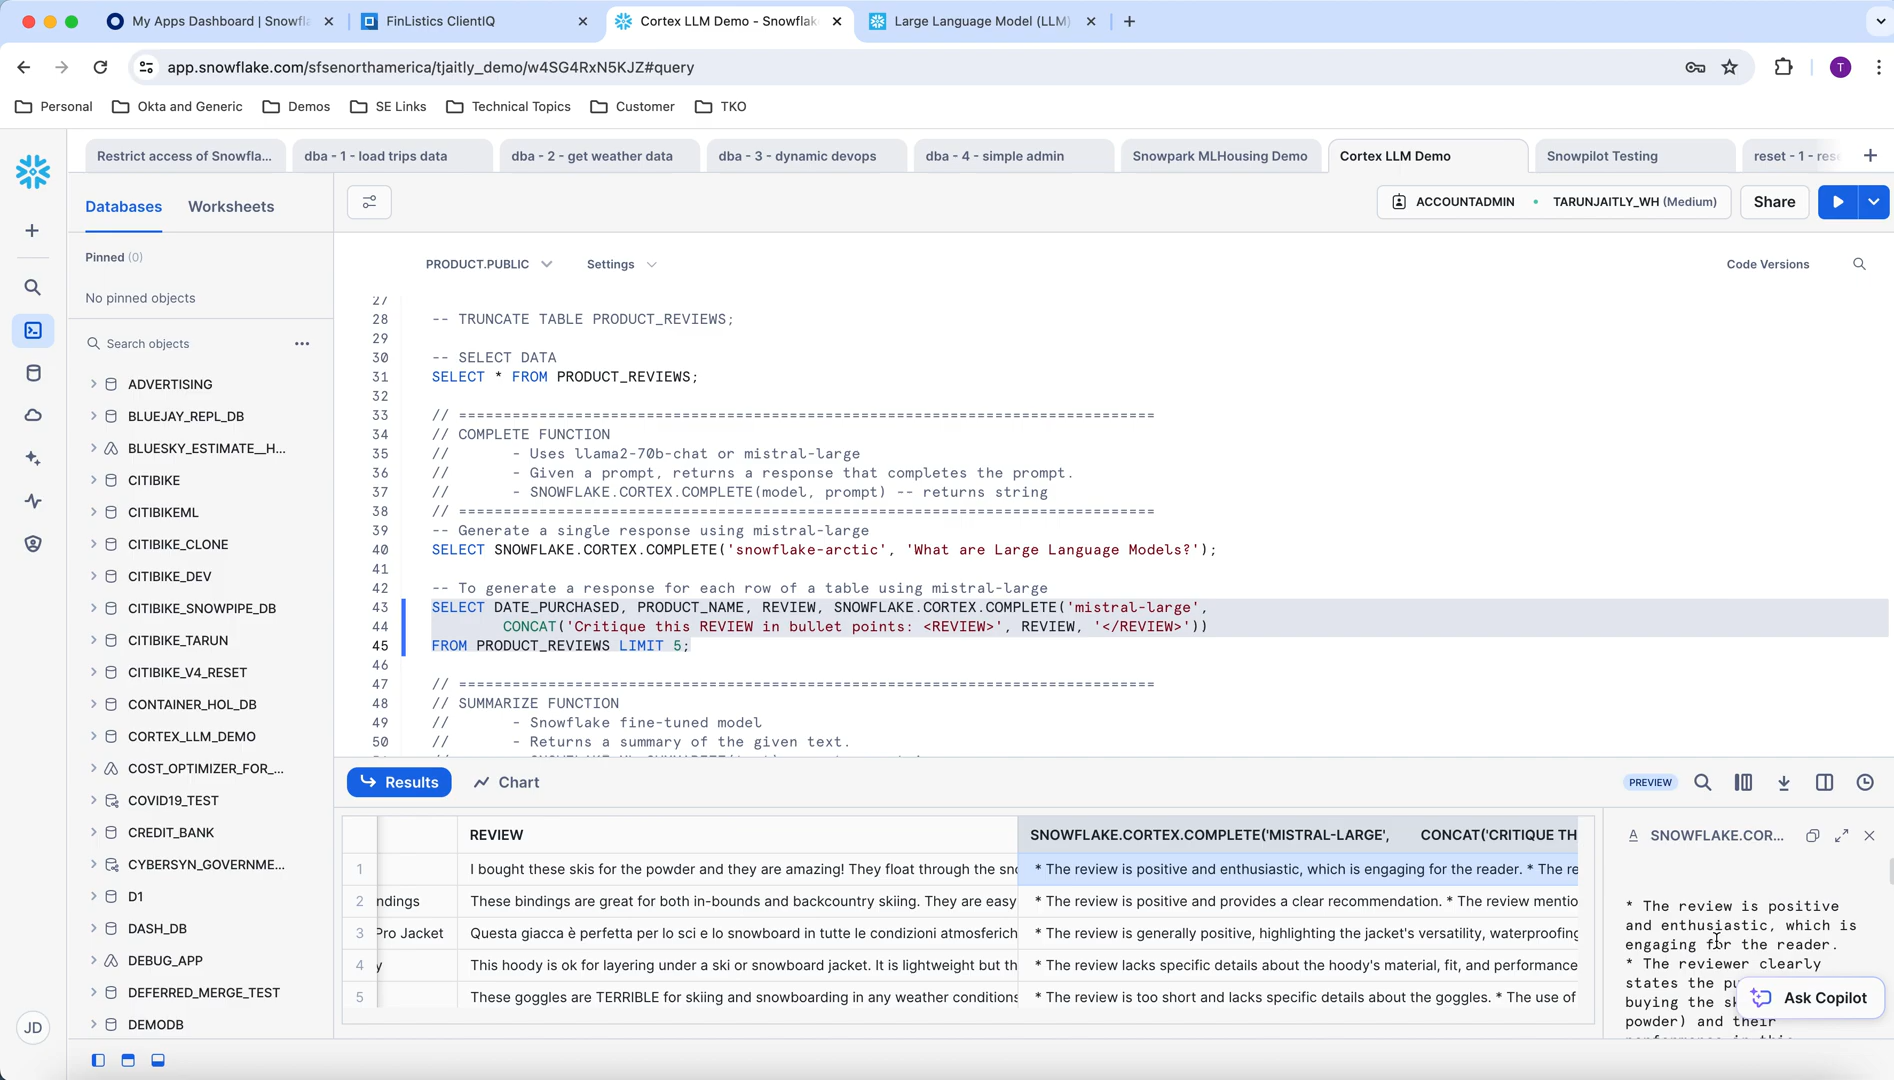 My Apps Dashboard | Snowfla
FinListics ClientIQ
Cortex LLM Demo - Snowflak
Large Language Model (LLM)
app.snowflake.com/sfsenorthamerica/tjaitly_demo/w4SG4RxN5KJZ#query
T
Personal
Okta and Generic
Demos
SE Links
Technical Topics
Customer
TKO
Restrict access of Snowfla...
dba - 1 - load trips data
dba - 2 - get weather data
dba - 3 - dynamic devops
dba - 4 - simple admin
Snowpark MLHousing Demo
Cortex LLM Demo
Snowpilot Testing
reset - 1 - rese
Databases
Worksheets
ACCOUNTADMIN
TARUNJAITLY_WH (Medium)
Share
Pinned (0)
No pinned objects
Search objects
ADVERTISING
BLUEJAY_REPL_DB
BLUESKY_ESTIMATE__H...
CITIBIKE
CITIBIKEML
CITIBIKE_CLONE
CITIBIKE_DEV
CITIBIKE_SNOWPIPE_DB
CITIBIKE_TARUN
CITIBIKE_V4_RESET
CONTAINER_HOL_DB
CORTEX_LLM_DEMO
COST_OPTIMIZER_FOR_...
COVID19_TEST
CREDIT_BANK
CYBERSYN_GOVERNME...
D1
DASH_DB
DEBUG_APP
DEFERRED_MERGE_TEST
DEMODB
JD
PRODUCT.PUBLIC
Settings
Code Versions
27
28 -- TRUNCATE TABLE PRODUCT_REVIEWS;
29
30 -- SELECT DATA
31 SELECT * FROM PRODUCT_REVIEWS;
32
33 // ==============================================================================
34 // COMPLETE FUNCTION
35 // - Uses llama2-70b-chat or mistral-large
36 // - Given a prompt, returns a response that completes the prompt.
37 // - SNOWFLAKE.CORTEX.COMPLETE(model, prompt) -- returns string
38 // ==============================================================================
39 -- Generate a single response using mistral-large
40 SELECT SNOWFLAKE.CORTEX.COMPLETE('snowflake-arctic', 'What are Large Language Models?');
41
42 -- To generate a response for each row of a table using mistral-large
43 SELECT DATE_PURCHASED, PRODUCT_NAME, REVIEW, SNOWFLAKE.CORTEX.COMPLETE('mistral-large',
44 CONCAT('Critique this REVIEW in bullet points: <REVIEW>', REVIEW, '</REVIEW>'))
45 FROM PRODUCT_REVIEWS LIMIT 5;
46
47 // ==============================================================================
48 // SUMMARIZE FUNCTION
49 // - Snowflake fine-tuned model
50 // - Returns a summary of the given text.
Results
Chart
PREVIEW
REVIEW
SNOWFLAKE.CORTEX.COMPLETE('MISTRAL-LARGE', CONCAT('CRITIQUE TH
1 I bought these skis for the powder and they are amazing! They float through the sno * The review is positive and enthusiastic, which is engaging for the reader. * The re
2 ndings These bindings are great for both in-bounds and backcountry skiing. They are easy * The review is positive and provides a clear recommendation. * The review mentio
3 Pro Jacket Questa giacca è perfetta per lo sci e lo snowboard in tutte le condizioni atmosferich * The review is generally positive, highlighting the jacket's versatility, waterproofing
4 y This hoody is ok for layering under a ski or snowboard jacket. It is lightweight but th * The review lacks specific details about the hoody's material, fit, and performance
5 These goggles are TERRIBLE for skiing and snowboarding in any weather conditions * The review is too short and lacks specific details about the goggles. * The use of
A SNOWFLAKE.COR...
* The review is positive
and enthusiastic, which is
engaging for the reader.
* The reviewer clearly
states the pu
buying the sk
powder) and their
Ask Copilot